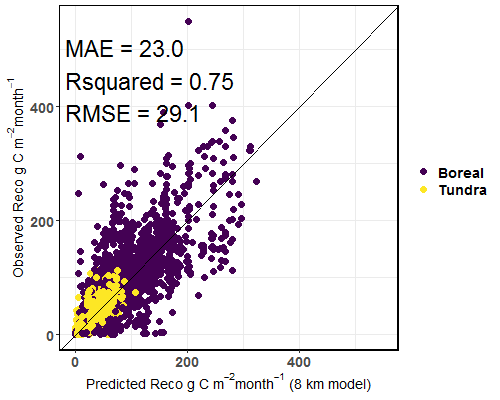 MAE = 23.0
Rsquared = 0.75
RMSE = 29.1
400
200
0
0
200
400
Observed Reco g C m⁻²month⁻¹
Predicted Reco g C m⁻²month⁻¹ (8 km model)
Boreal
Tundra